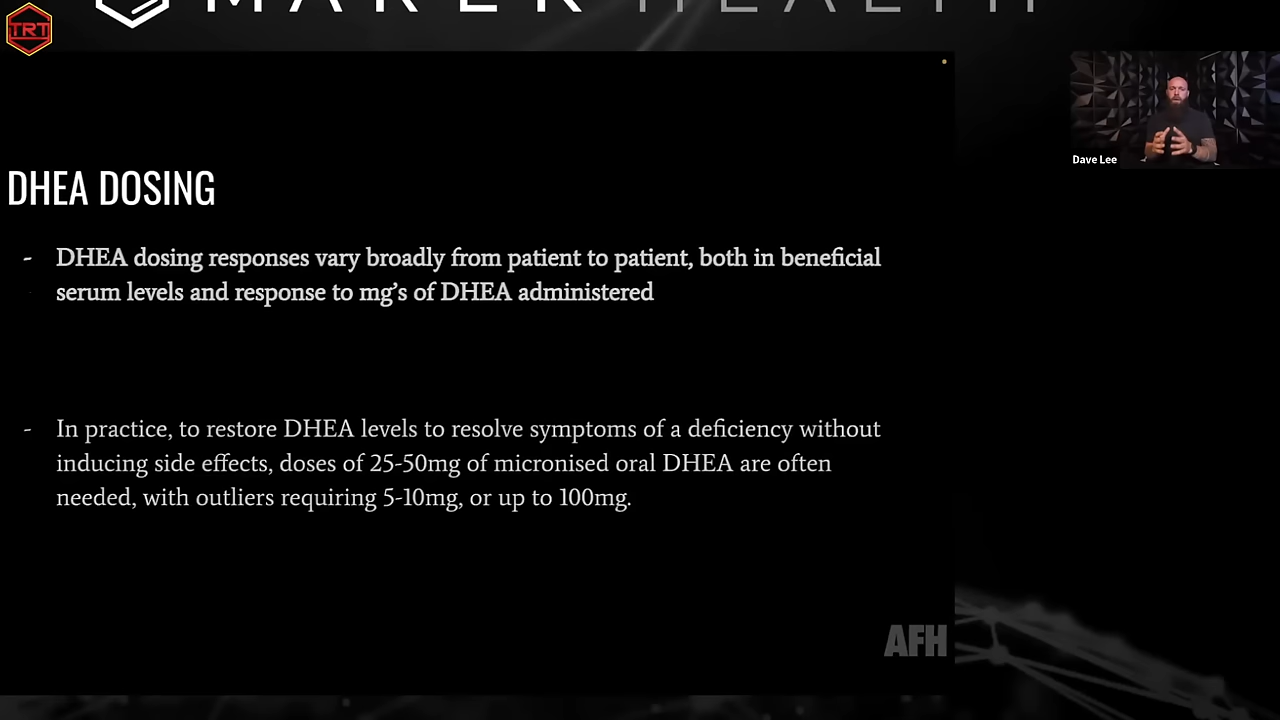 MAREK HEALTH
TRT
Dave Lee
DHEA DOSING
- DHEA dosing responses vary broadly from patient to patient, both in beneficial
serum levels and response to mg’s of DHEA administered
- In practice, to restore DHEA levels to resolve symptoms of a deficiency without
inducing side effects, doses of 25-50mg of micronised oral DHEA are often
needed, with outliers requiring 5-10mg, or up to 100mg.
AFH